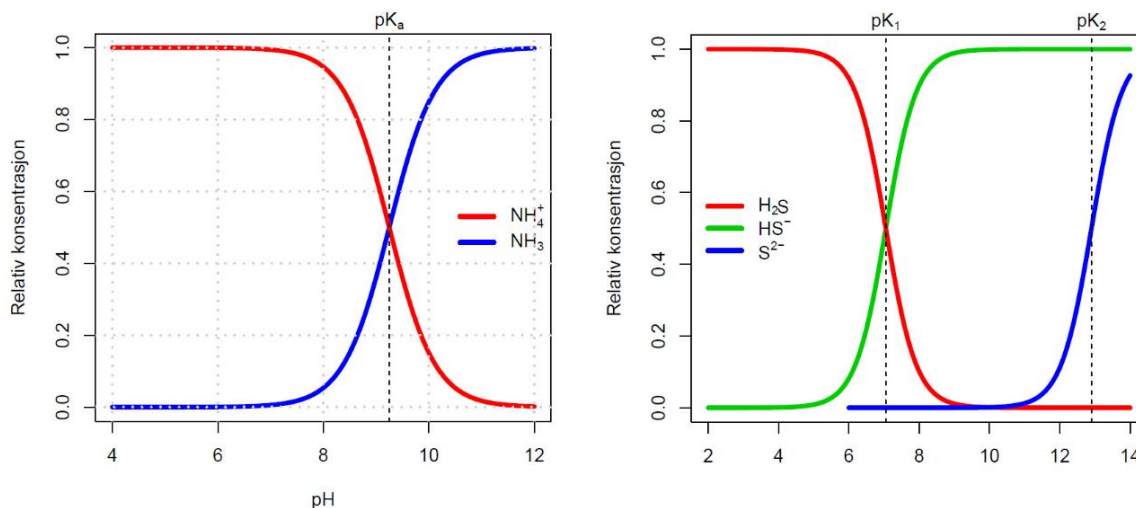 pKₐ
Relativ konsentrasjon
1.0
0.8
0.6
0.4
0.2
0.0
NH₄⁺
NH₃
4 6 8 10 12
pH
pK₁ pK₂
Relativ konsentrasjon
1.0
0.8
0.6
0.4
0.2
0.0
H₂S
HS⁻
S²⁻
2 4 6 8 10 12 14